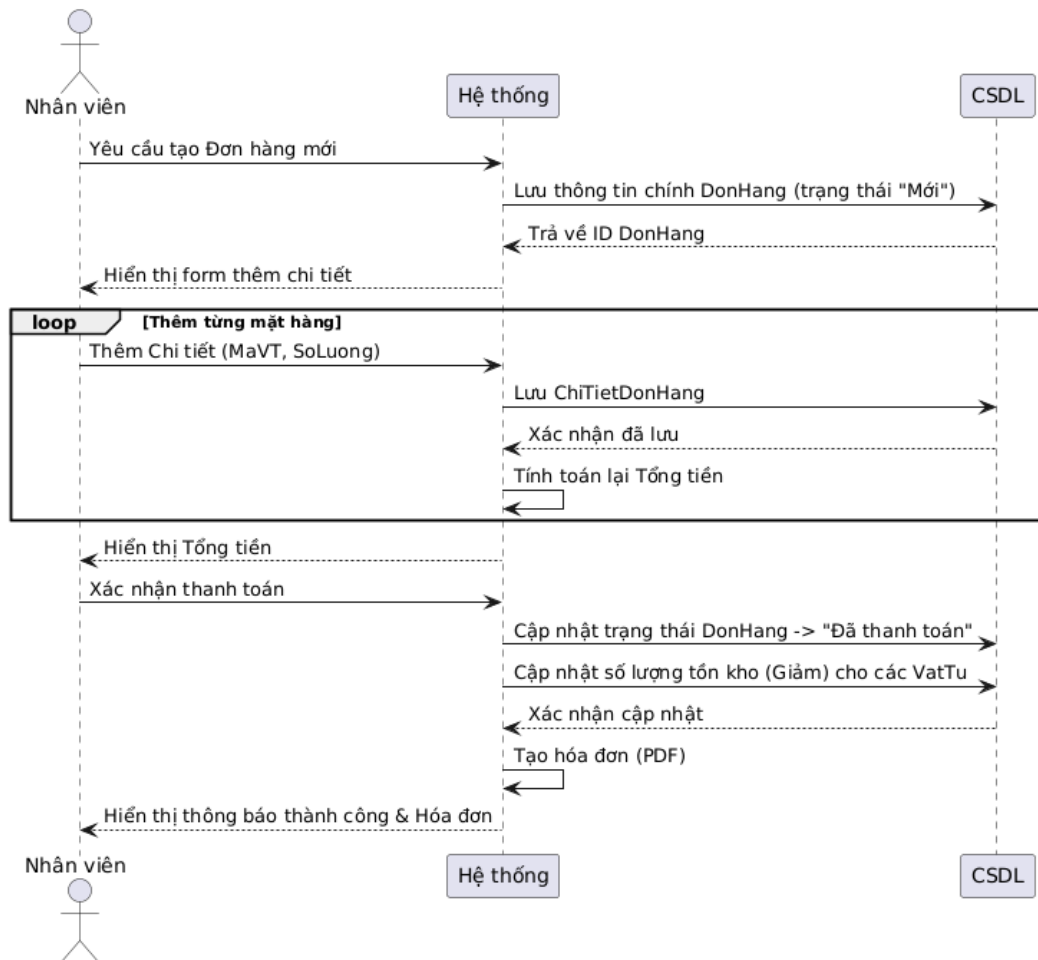 Nhân viên
Hệ thống
CSDL
Yêu cầu tạo Đơn hàng mới
Lưu thông tin chính DonHang (trạng thái "Mới")
Trả về ID DonHang
Hiển thị form thêm chi tiết
loop [Thêm từng mặt hàng]
Thêm Chi tiết (MaVT, SoLuong)
Lưu ChiTietDonHang
Xác nhận đã lưu
Tính toán lại Tổng tiền
Hiển thị Tổng tiền
Xác nhận thanh toán
Cập nhật trạng thái DonHang -> "Đã thanh toán"
Cập nhật số lượng tồn kho (Giảm) cho các VatTu
Xác nhận cập nhật
Tạo hóa đơn (PDF)
Hiển thị thông báo thành công & Hóa đơn
Nhân viên
Hệ thống
CSDL